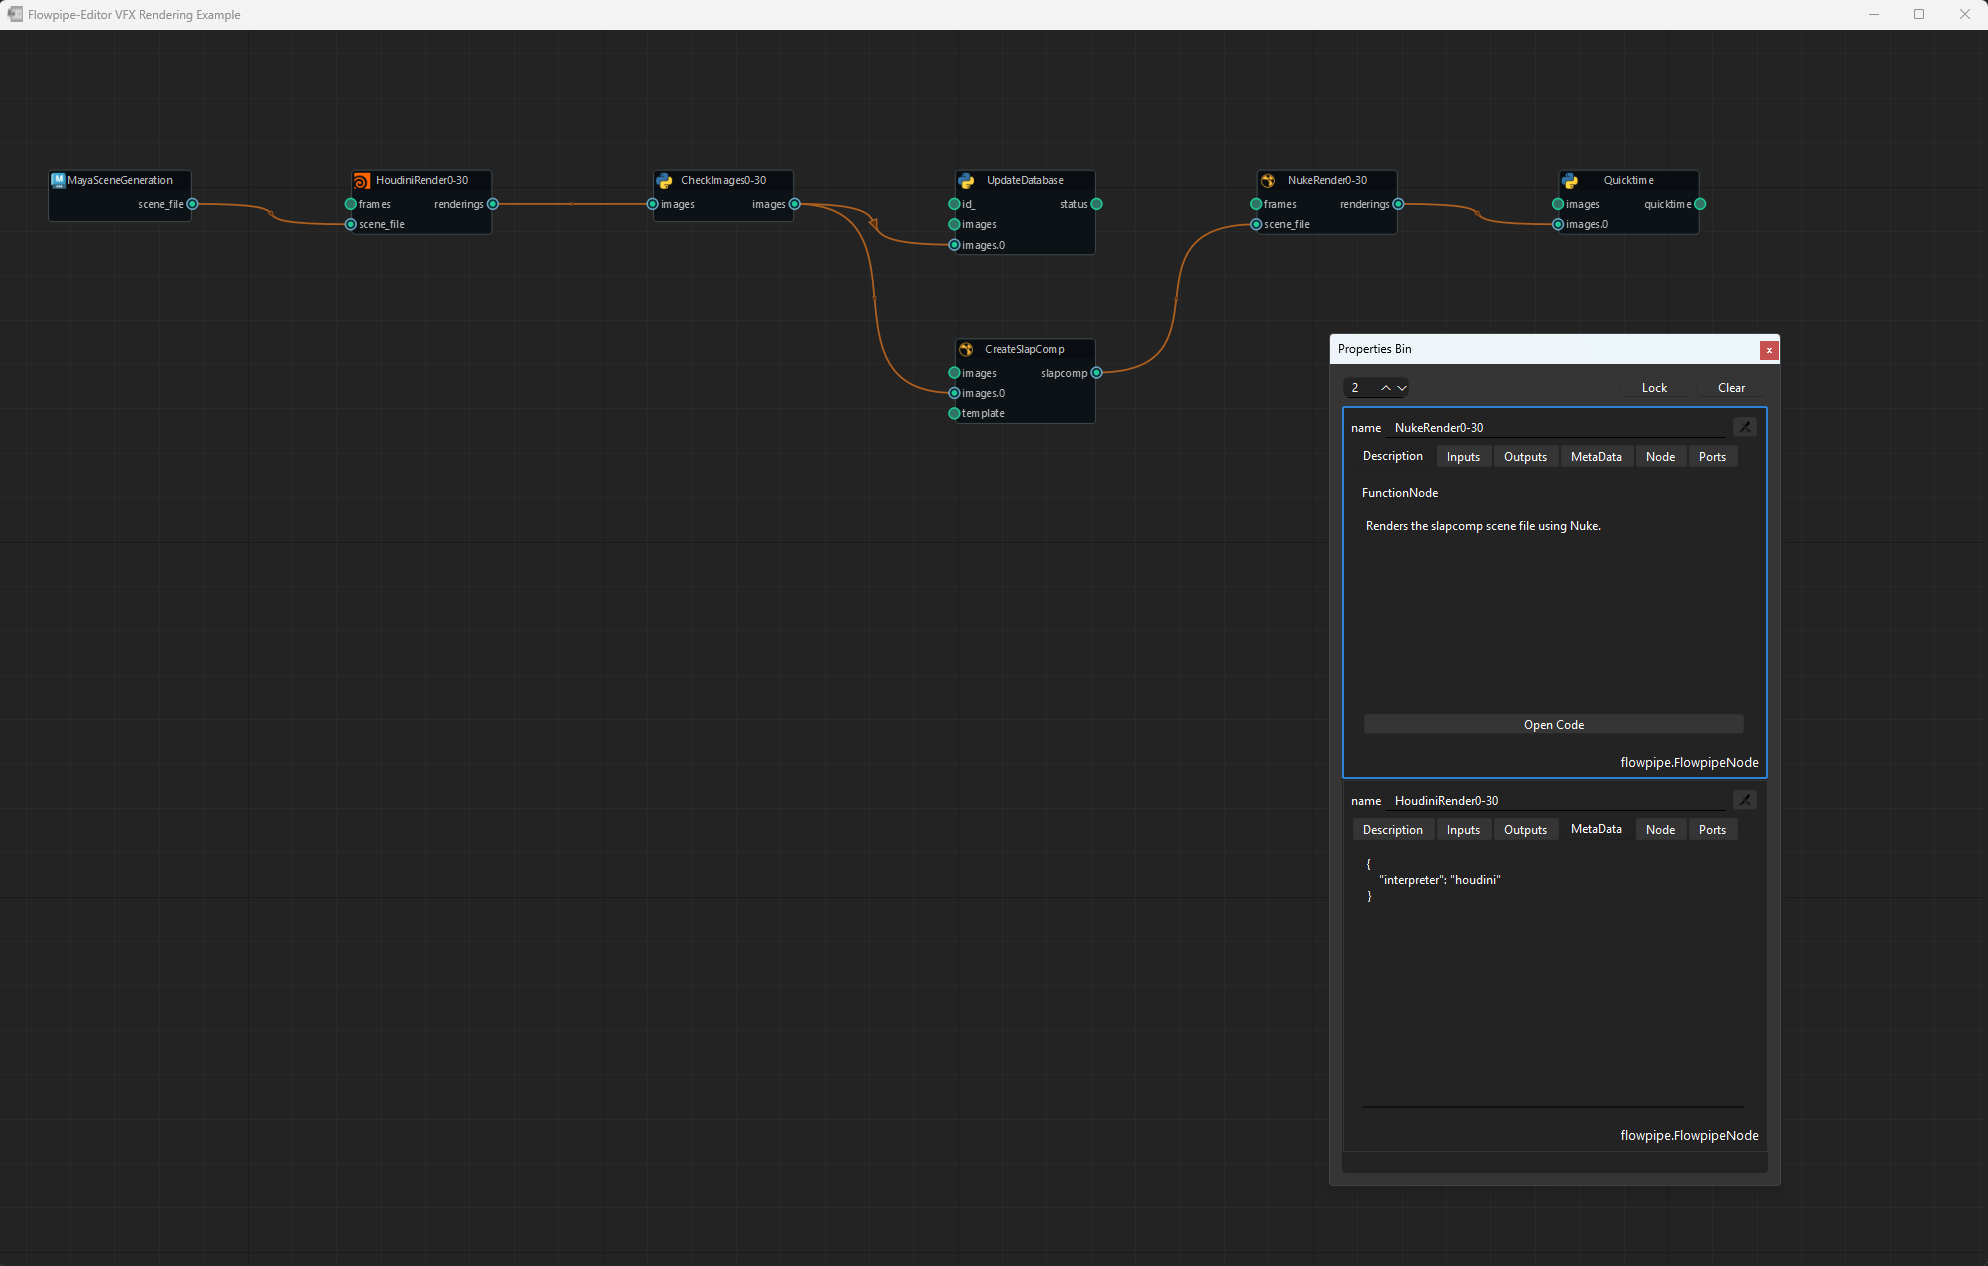 Flowpipe-Editor VFX Rendering Example
MayaSceneGeneration
scene_file
HoudiniRender0-30
frames
renderings
scene_file
CheckImages0-30
images
images
UpdateDatabase
id_
status
images
images.0
CreateSlapComp
images
slapcomp
images.0
template
NukeRender0-30
frames
renderings
scene_file
Quicktime
images
quicktime
images.0
Properties Bin
x
2
Lock
Clear
name NukeRender0-30
Description Inputs Outputs MetaData Node Ports
FunctionNode
Renders the slapcomp scene file using Nuke.
Open Code
flowpipe.FlowpipeNode
name HoudiniRender0-30
Description Inputs Outputs MetaData Node Ports
{
"interpreter": "houdini"
}
flowpipe.FlowpipeNode